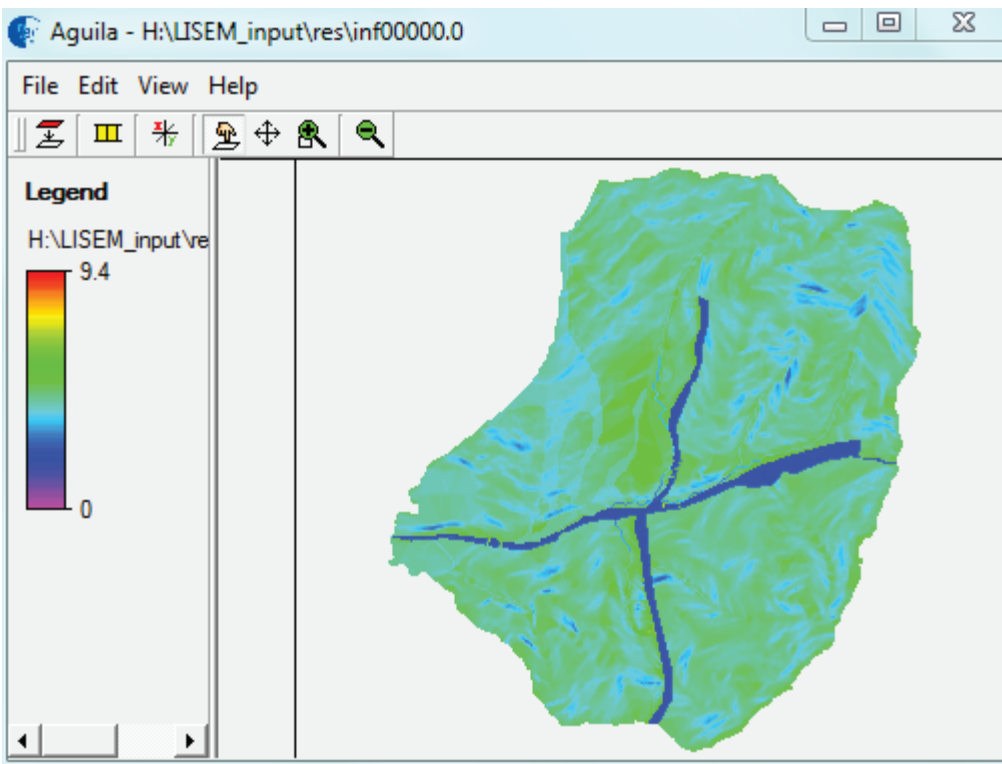 Aguila - H:\LISEM_input\res\inf00000.0
File Edit View Help
Legend
H:\LISEM_input\re
9.4
0